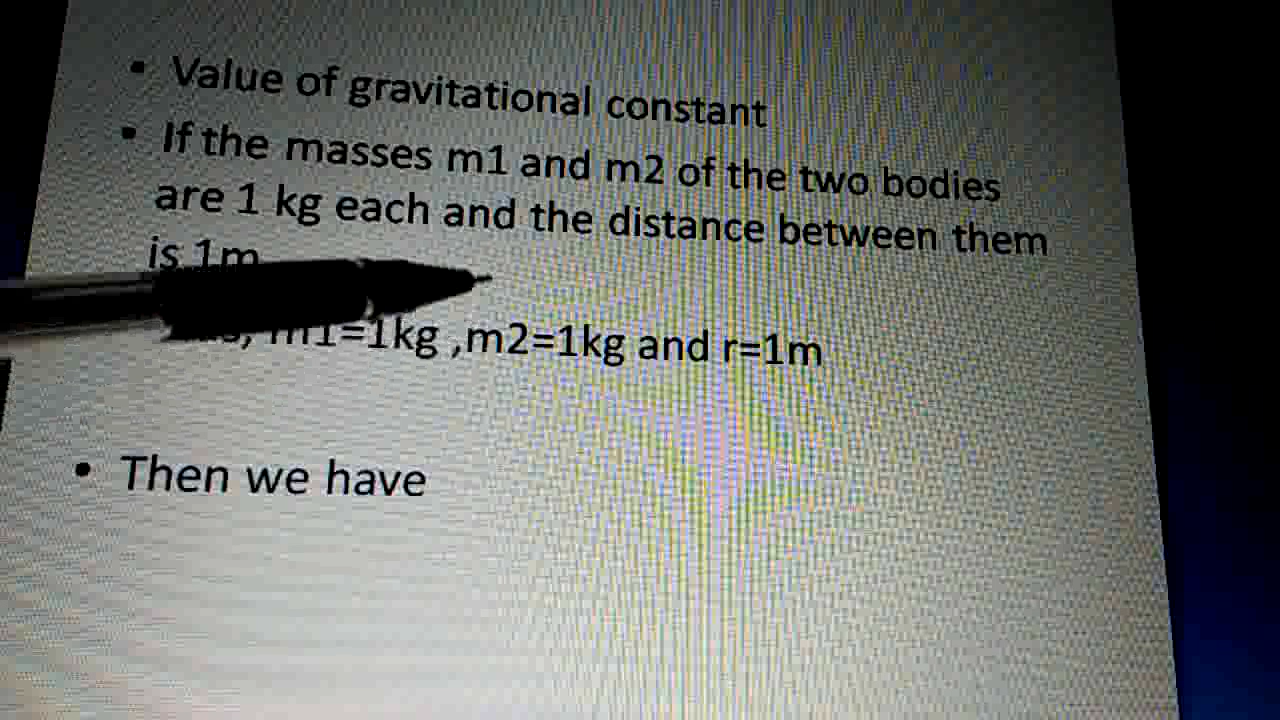 • Value of gravitational constant
• If the masses m1 and m2 of the two bodies
are 1 kg each and the distance between them
is 1m
m1=1kg ,m2=1kg and r=1m
• Then we have